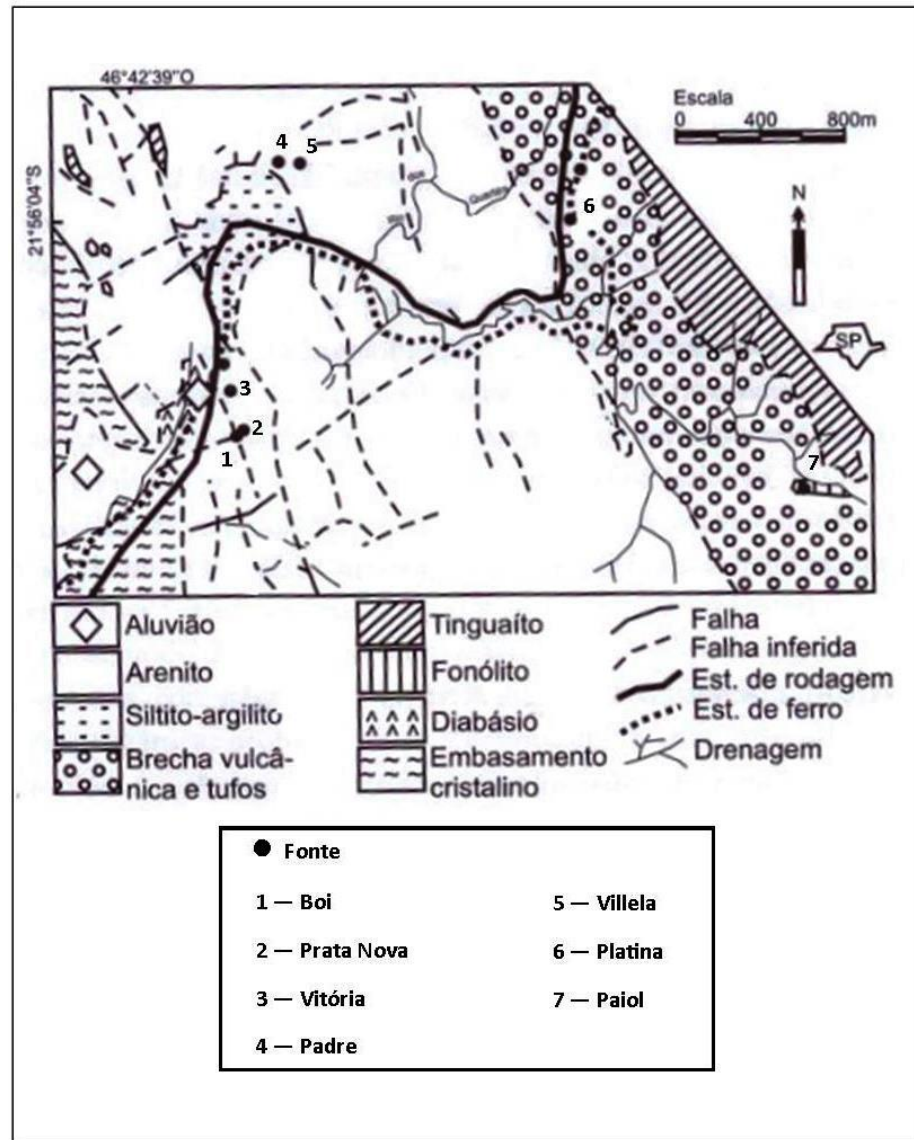 46°42'39"O
21°56'04"S
Escala
0 400 800m
N
SP
4 5
6
3
2
1
7
dos
Quartéis
Aluvião
Arenito
Siltito-argilito
Brecha vulcâ-
nica e tufos
Tinguaíto
Fonólito
Diabásio
Embasamento
cristalino
Falha
Falha inferida
Est. de rodagem
Est. de ferro
Drenagem
Fonte
1 — Boi
2 — Prata Nova
3 — Vitória
4 — Padre
5 — Villela
6 — Platina
7 — Paiol